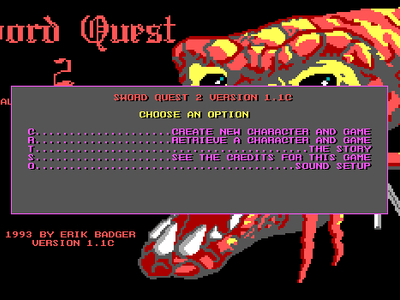 word Quest
2
SWORD QUEST 2 VERSION 1.1C
CHOOSE AN OPTION
C....................CREATE NEW CHARACTER AND GAME
R....................RETRIEVE A CHARACTER AND GAME
T.........................................THE STORY
S....................SEE THE CREDITS FOR THIS GAME
O.......................................SOUND SETUP
1993 BY ERIK BADGER
VERSION 1.1C